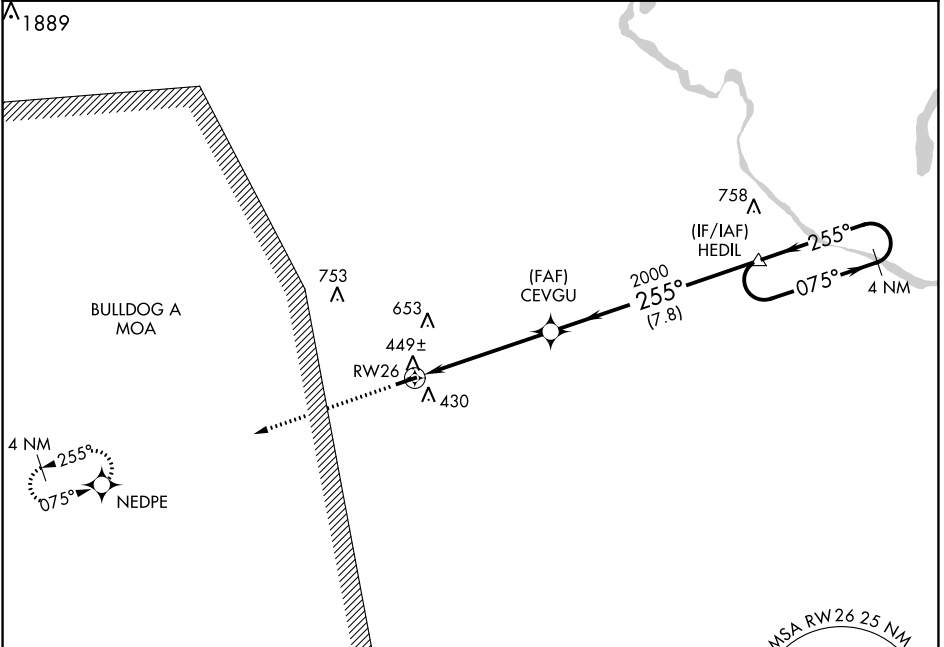 1889
758
(IF/IAF)
HEDIL
255°
075°
4 NM
(FAF)
CEVGU
2000
255°
(7.8)
753
BULLDOG A
MOA
653
449±
RW26
430
4 NM
255°
075°
NEDPE
MSA RW26 25 NM